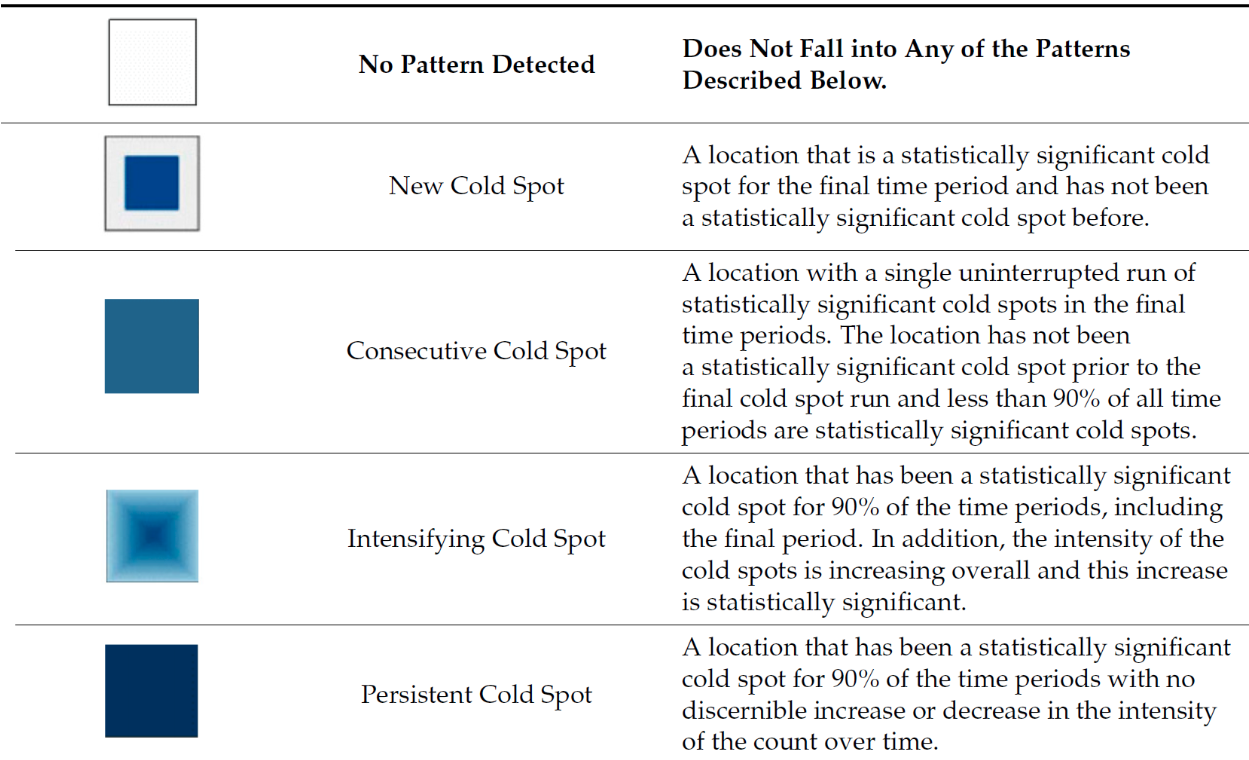 No Pattern Detected
Does Not Fall into Any of the Patterns
Described Below.
New Cold Spot
A location that is a statistically significant cold
spot for the final time period and has not been
a statistically significant cold spot before.
Consecutive Cold Spot
A location with a single uninterrupted run of
statistically significant cold spots in the final
time periods. The location has not been
a statistically significant cold spot prior to the
final cold spot run and less than 90% of all time
periods are statistically significant cold spots.
Intensifying Cold Spot
A location that has been a statistically significant
cold spot for 90% of the time periods, including
the final period. In addition, the intensity of the
cold spots is increasing overall and this increase
is statistically significant.
Persistent Cold Spot
A location that has been a statistically significant
cold spot for 90% of the time periods with no
discernible increase or decrease in the intensity
of the count over time.